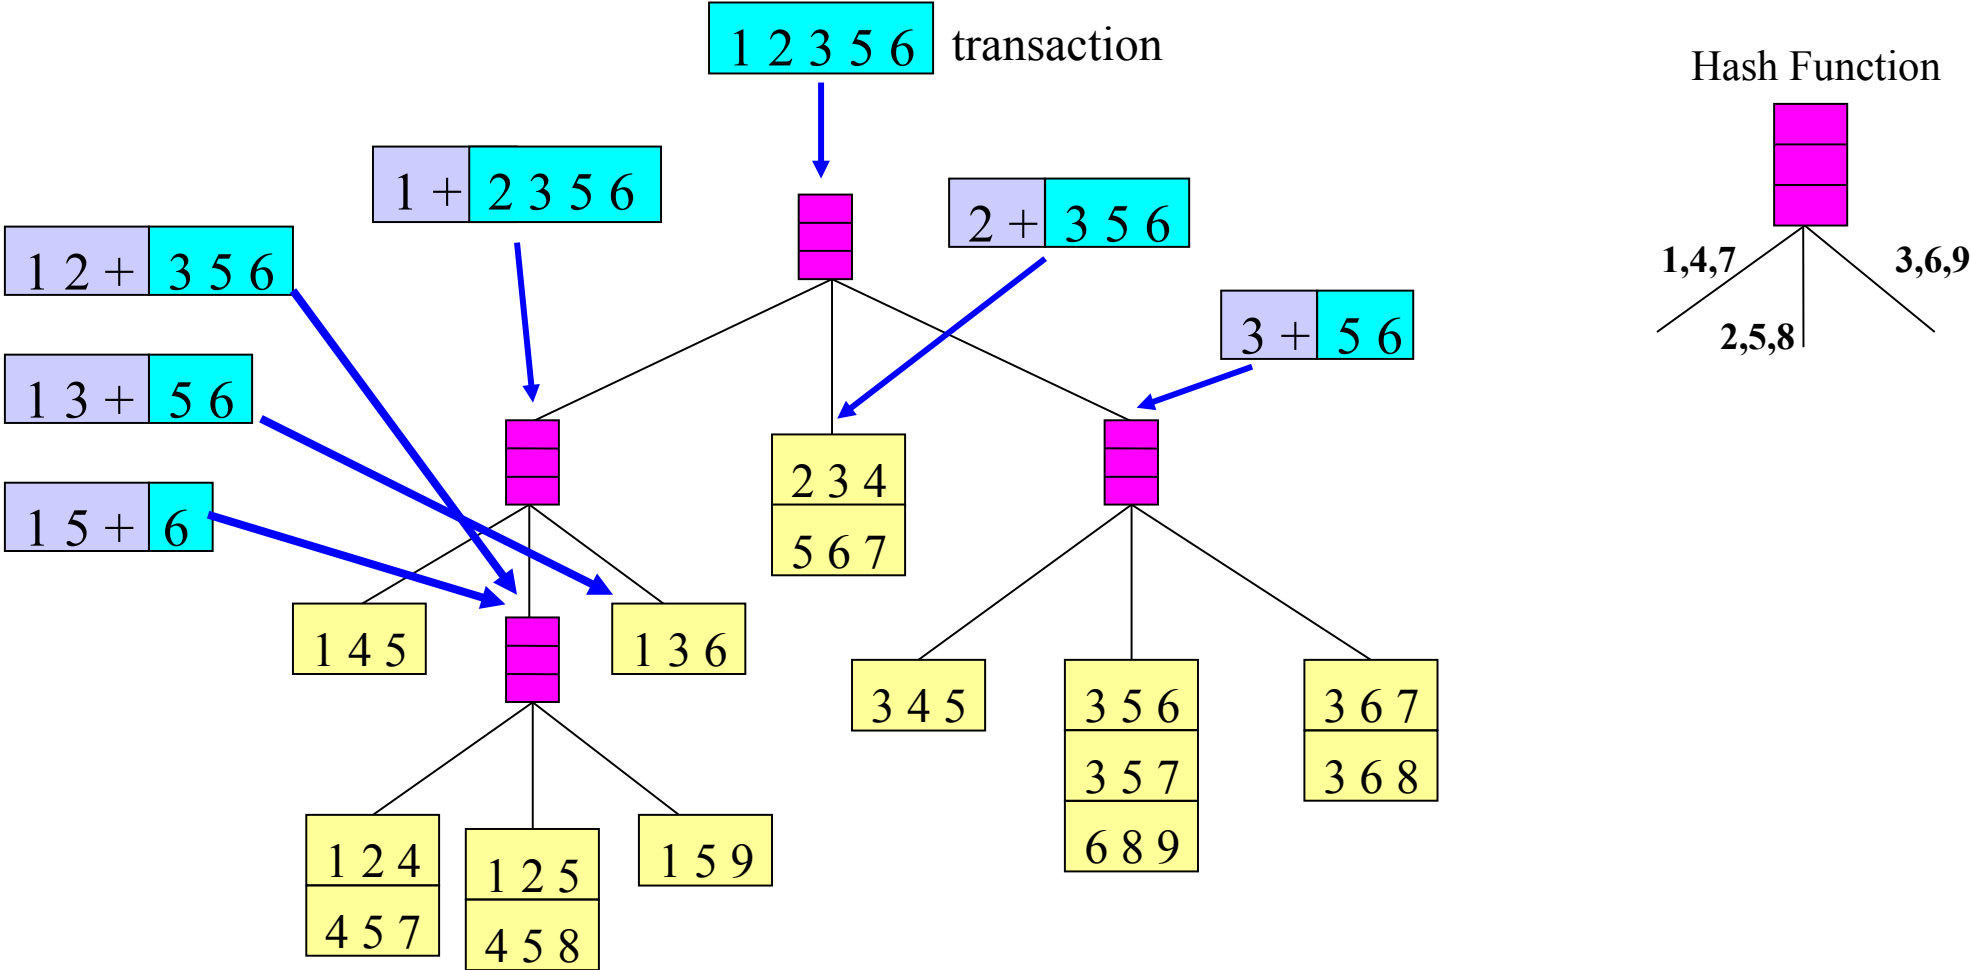 1 2 3 5 6 transaction
Hash Function
1 + 2 3 5 6
2 + 3 5 6
1 2 + 3 5 6
1,4,7
3,6,9
3 + 5 6
2,5,8
1 3 + 5 6
1 5 + 6
2 3 4
5 6 7
1 4 5
1 3 6
3 4 5
3 5 6
3 6 7
3 5 7
3 6 8
6 8 9
1 2 4
1 2 5
1 5 9
4 5 7
4 5 8